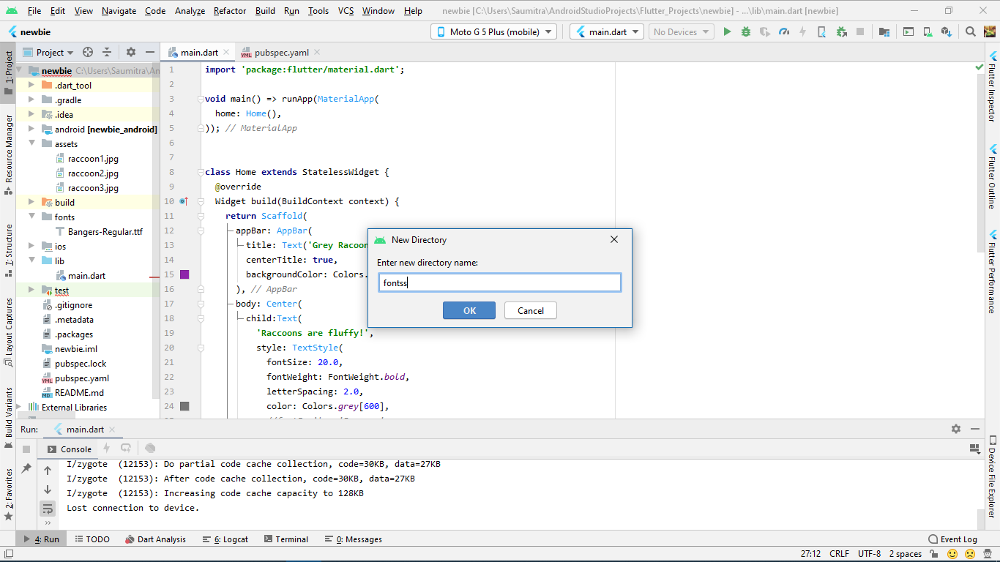 File Edit View Navigate Code Analyze Refactor Build Run Tools VCS Window Help newbie [C:\Users\Saumitra\AndroidStudioProjects\Flutter_Projects\newbie] - ...\lib\main.dart [newbie]
newbie Moto G 5 Plus (mobile) main.dart No Devices
Project main.dart pubspec.yaml
1: Project
Resource Manager
7: Structure
Layout Captures
Build Variants
2: Favorites
newbie C:\Users\Saumitra\An
.dart_tool
.gradle
.idea
android [newbie_android]
assets
raccoon1.jpg
raccoon2.jpg
raccoon3.jpg
build
fonts
Bangers-Regular.ttf
ios
lib
main.dart
test
.gitignore
.metadata
.packages
newbie.iml
pubspec.lock
pubspec.yaml
README.md
External Libraries
1 import 'package:flutter/material.dart';
2
3 void main() => runApp(MaterialApp(
4 home: Home(),
5 )); // MaterialApp
6
7
8 class Home extends StatelessWidget {
9 @override
10 Widget build(BuildContext context) {
11 return Scaffold(
12 appBar: AppBar(
13 title: Text('Grey Racoon
14 centerTitle: true,
15 backgroundColor: Colors.
16 ), // AppBar
17 body: Center(
18 child:Text(
19 'Raccoons are fluffy!',
20 style: TextStyle(
21 fontSize: 20.0,
22 fontWeight: FontWeight.bold,
23 letterSpacing: 2.0,
24 color: Colors.grey[600],
New Directory
Enter new directory name:
fontss
OK Cancel
Flutter Inspector
Flutter Outline
Flutter Performance
Device File Explorer
Run: main.dart
Console
I/zygote (12153): Do partial code cache collection, code=30KB, data=27KB
I/zygote (12153): After code cache collection, code=30KB, data=27KB
I/zygote (12153): Increasing code cache capacity to 128KB
Lost connection to device.
4: Run TODO Dart Analysis 6: Logcat Terminal 0: Messages Event Log
27:12 CRLF UTF-8 2 spaces